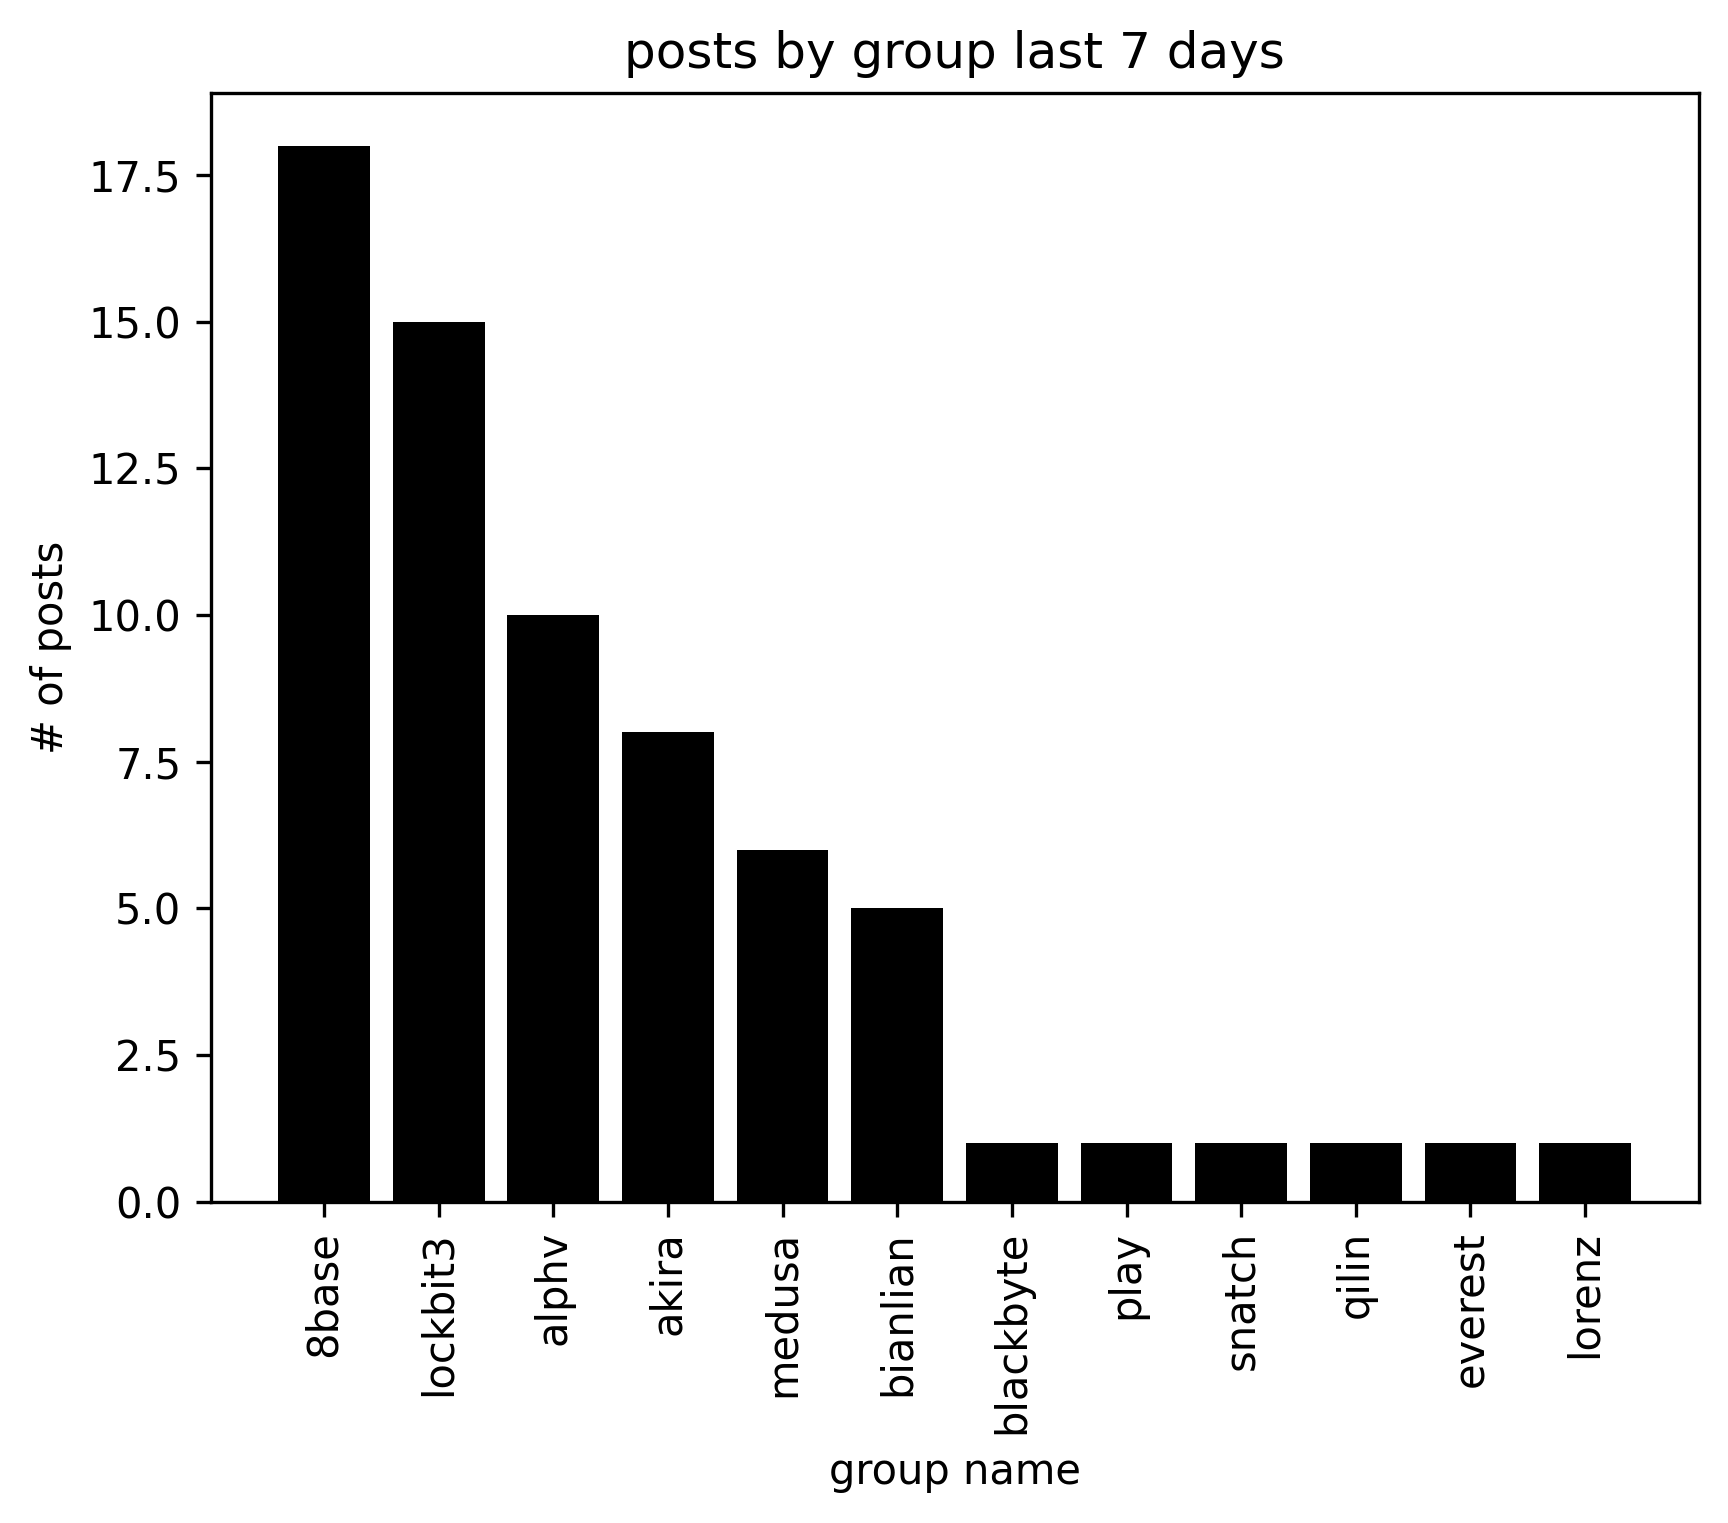 posts by group last 7 days
# of posts
17.5
15.0
12.5
10.0
7.5
5.0
2.5
0.0
8base
lockbit3
alphv
akira
medusa
bianlian
blackbyte
play
snatch
qilin
everest
lorenz
group name